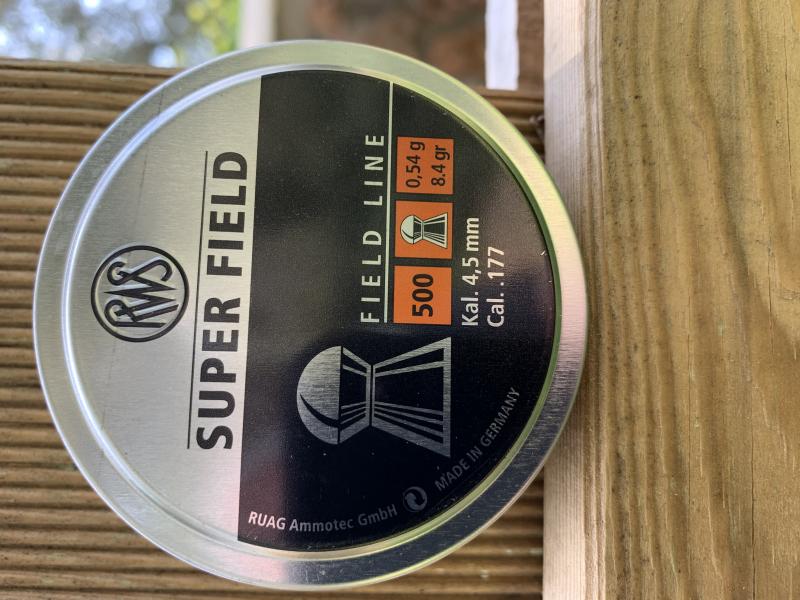 RWS
SUPER FIELD
FIELD LINE
500
0,54 g
8.4 gr
Kal. 4,5 mm
Cal. .177
RUAG Ammotec GmbH
MADE IN GERMANY